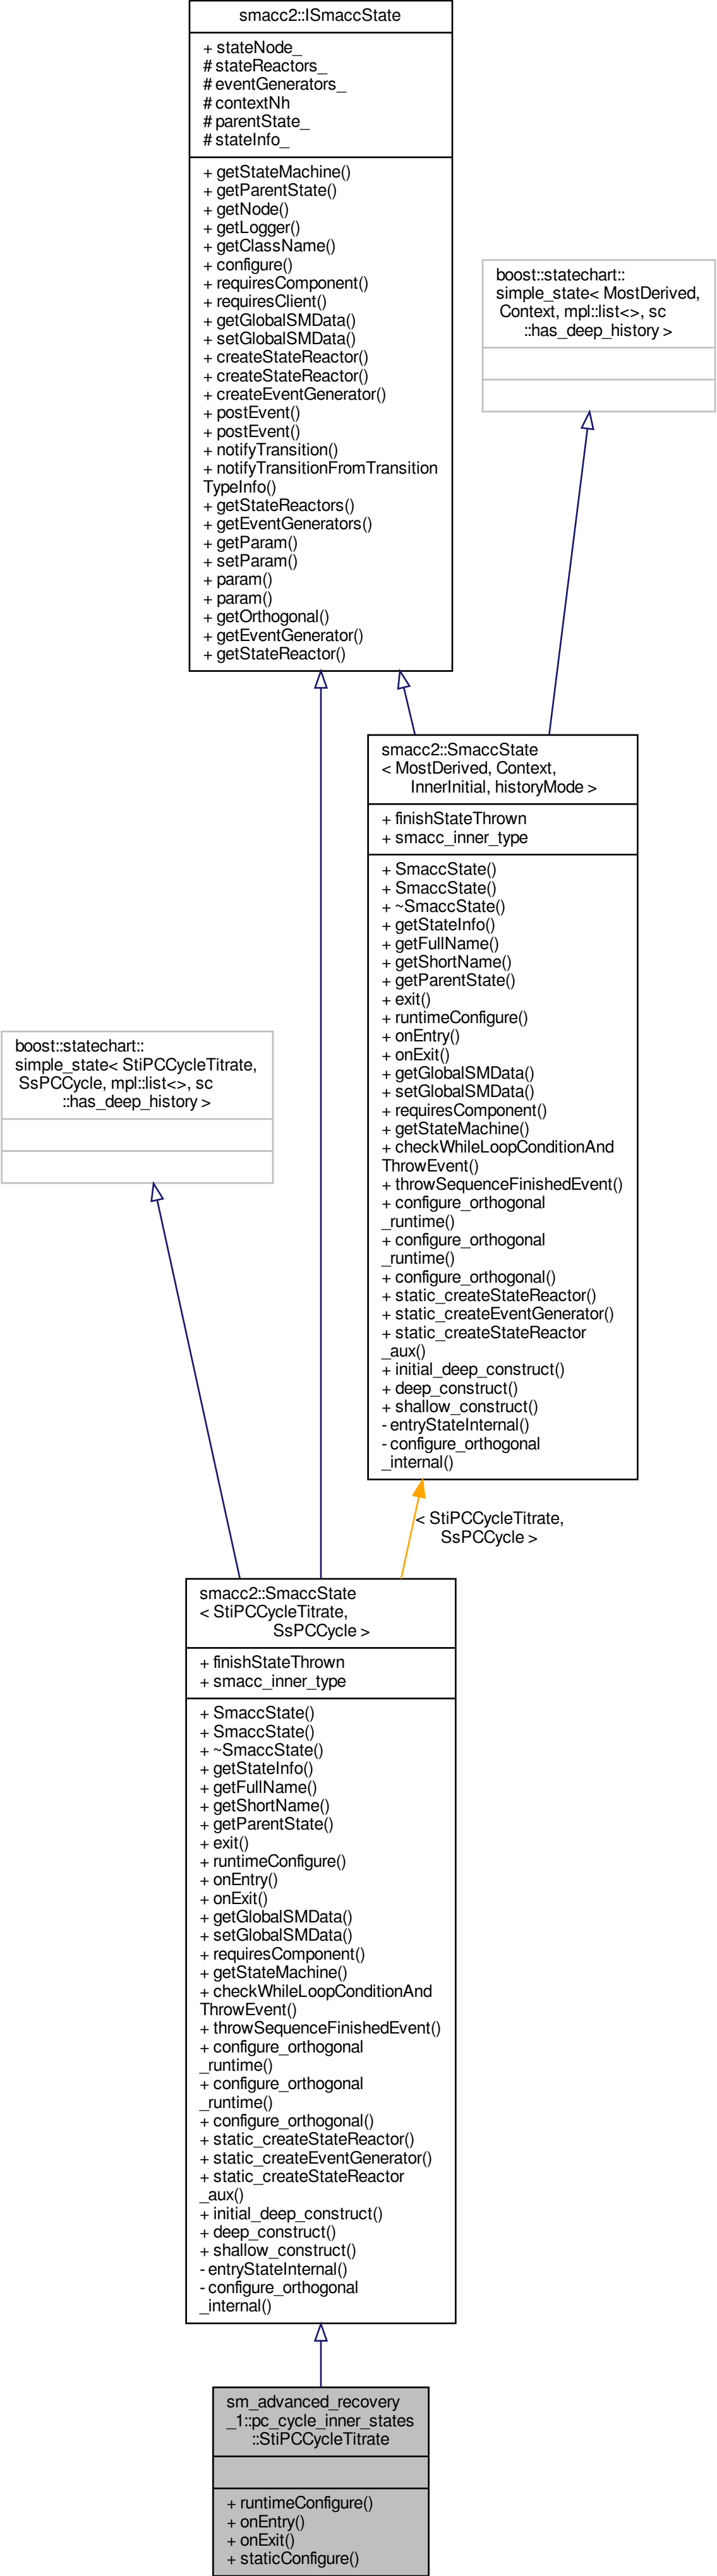 smacc2::ISmaccState
+ stateNode_
# stateReactors_
# eventGenerators_
# contextNh
# parentState_
# stateInfo_
+ getStateMachine()
+ getParentState()
+ getNode()
+ getLogger()
+ getClassName()
+ configure()
+ requiresComponent()
+ requiresClient()
+ getGlobalSMData()
+ setGlobalSMData()
+ createStateReactor()
+ createStateReactor()
+ createEventGenerator()
+ postEvent()
+ postEvent()
+ notifyTransition()
+ notifyTransitionFromTransition
TypeInfo()
+ getStateReactors()
+ getEventGenerators()
+ getParam()
+ setParam()
+ param()
+ param()
+ getOrthogonal()
+ getEventGenerator()
+ getStateReactor()
boost::statechart::
simple_state< MostDerived,
Context, mpl::list<>, sc
::has_deep_history >
smacc2::SmaccState
< MostDerived, Context,
InnerInitial, historyMode >
+ finishStateThrown
+ smacc_inner_type
+ SmaccState()
+ SmaccState()
+ ~SmaccState()
+ getStateInfo()
+ getFullName()
+ getShortName()
+ getParentState()
+ exit()
+ runtimeConfigure()
+ onEntry()
+ onExit()
+ getGlobalSMData()
+ setGlobalSMData()
+ requiresComponent()
+ getStateMachine()
+ checkWhileLoopConditionAnd
ThrowEvent()
+ throwSequenceFinishedEvent()
+ configure_orthogonal
_runtime()
+ configure_orthogonal
_runtime()
+ configure_orthogonal()
+ static_createStateReactor()
+ static_createEventGenerator()
+ static_createStateReactor
_aux()
+ initial_deep_construct()
+ deep_construct()
+ shallow_construct()
- entryStateInternal()
- configure_orthogonal
_internal()
boost::statechart::
simple_state< StiPCCycleTitrate,
SsPCCycle, mpl::list<>, sc
::has_deep_history >
< StiPCCycleTitrate,
SsPCCycle >
smacc2::SmaccState
< StiPCCycleTitrate,
SsPCCycle >
+ finishStateThrown
+ smacc_inner_type
+ SmaccState()
+ SmaccState()
+ ~SmaccState()
+ getStateInfo()
+ getFullName()
+ getShortName()
+ getParentState()
+ exit()
+ runtimeConfigure()
+ onEntry()
+ onExit()
+ getGlobalSMData()
+ setGlobalSMData()
+ requiresComponent()
+ getStateMachine()
+ checkWhileLoopConditionAnd
ThrowEvent()
+ throwSequenceFinishedEvent()
+ configure_orthogonal
_runtime()
+ configure_orthogonal
_runtime()
+ configure_orthogonal()
+ static_createStateReactor()
+ static_createEventGenerator()
+ static_createStateReactor
_aux()
+ initial_deep_construct()
+ deep_construct()
+ shallow_construct()
- entryStateInternal()
- configure_orthogonal
_internal()
sm_advanced_recovery
_1::pc_cycle_inner_states
::StiPCCycleTitrate
+ runtimeConfigure()
+ onEntry()
+ onExit()
+ staticConfigure()